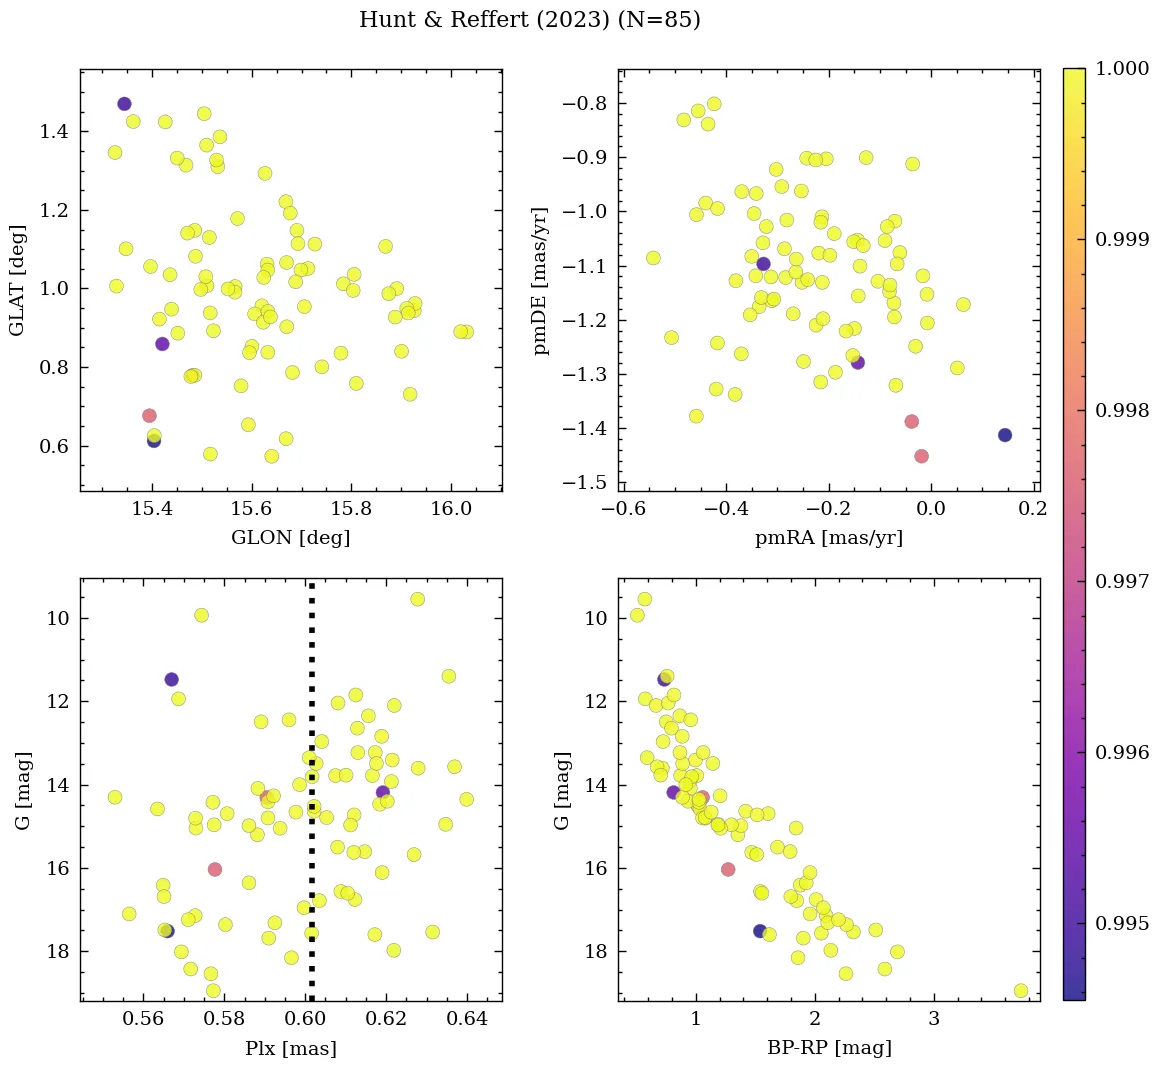 Hunt & Reffert (2023) (N=85)
1.4
1.2
1.0
0.8
0.6
GLAT [deg]
15.4 15.6 15.8 16.0
GLON [deg]
−0.8
−0.9
−1.0
−1.1
−1.2
−1.3
−1.4
−1.5
pmDE [mas/yr]
−0.6 −0.4 −0.2 0.0 0.2
pmRA [mas/yr]
10
12
14
16
18
G [mag]
0.56 0.58 0.60 0.62 0.64
Plx [mas]
10
12
14
16
18
G [mag]
1 2 3
BP-RP [mag]
1.000
0.999
0.998
0.997
0.996
0.995